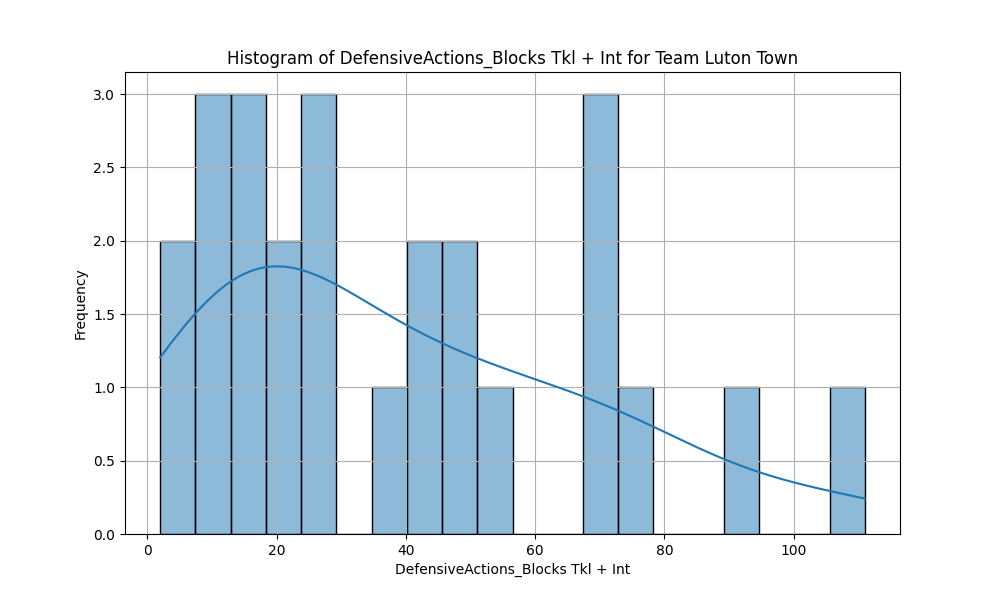 Histogram of DefensiveActions_Blocks Tkl + Int for Team Luton Town
3.0
2.5
2.0
1.5
1.0
0.5
0.0
Frequency
0 20 40 60 80 100
DefensiveActions_Blocks Tkl + Int